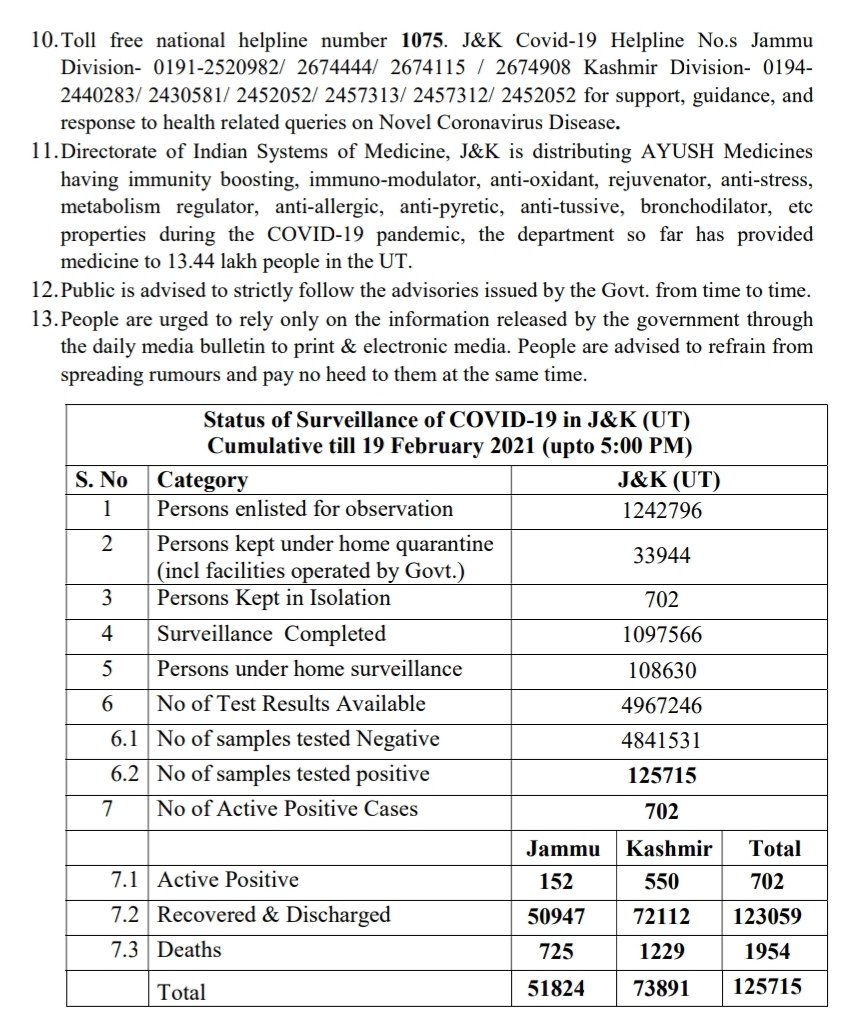 10.Toll free national helpline number 1075. J&K Covid-19 Helpline No.s Jammu
Division- 0191-2520982/ 2674444/ 2674115 / 2674908 Kashmir Division- 0194-
2440283/ 2430581/ 2452052/ 2457313/ 2457312/ 2452052 for support, guidance, and
response to health related queries on Novel Coronavirus Disease.
11.Directorate of Indian Systems of Medicine, J&K is distributing AYUSH Medicines
having immunity boosting, immuno-modulator, anti-oxidant, rejuvenator, anti-stress,
metabolism regulator, anti-allergic, anti-pyretic, anti-tussive, bronchodilator, etc
properties during the COVID-19 pandemic, the department so far has provided
medicine to 13.44 lakh people in the UT.
12.Public is advised to strictly follow the advisories issued by the Govt. from time to time.
13.People are urged to rely only on the information released by the government through
the daily media bulletin to print & electronic media. People are advised to refrain from
spreading rumours and pay no heed to them at the same time.
Status of Surveillance of COVID-19 in J&K (UT)
Cumulative till 19 February 2021 (upto 5:00 PM)
S. No Category J&K (UT)
1 Persons enlisted for observation 1242796
2 Persons kept under home quarantine
(incl facilities operated by Govt.) 33944
3 Persons Kept in Isolation 702
4 Surveillance Completed 1097566
5 Persons under home surveillance 108630
6 No of Test Results Available 4967246
6.1 No of samples tested Negative 4841531
6.2 No of samples tested positive 125715
7 No of Active Positive Cases 702
Jammu Kashmir Total
7.1 Active Positive 152 550 702
7.2 Recovered & Discharged 50947 72112 123059
7.3 Deaths 725 1229 1954
Total 51824 73891 125715